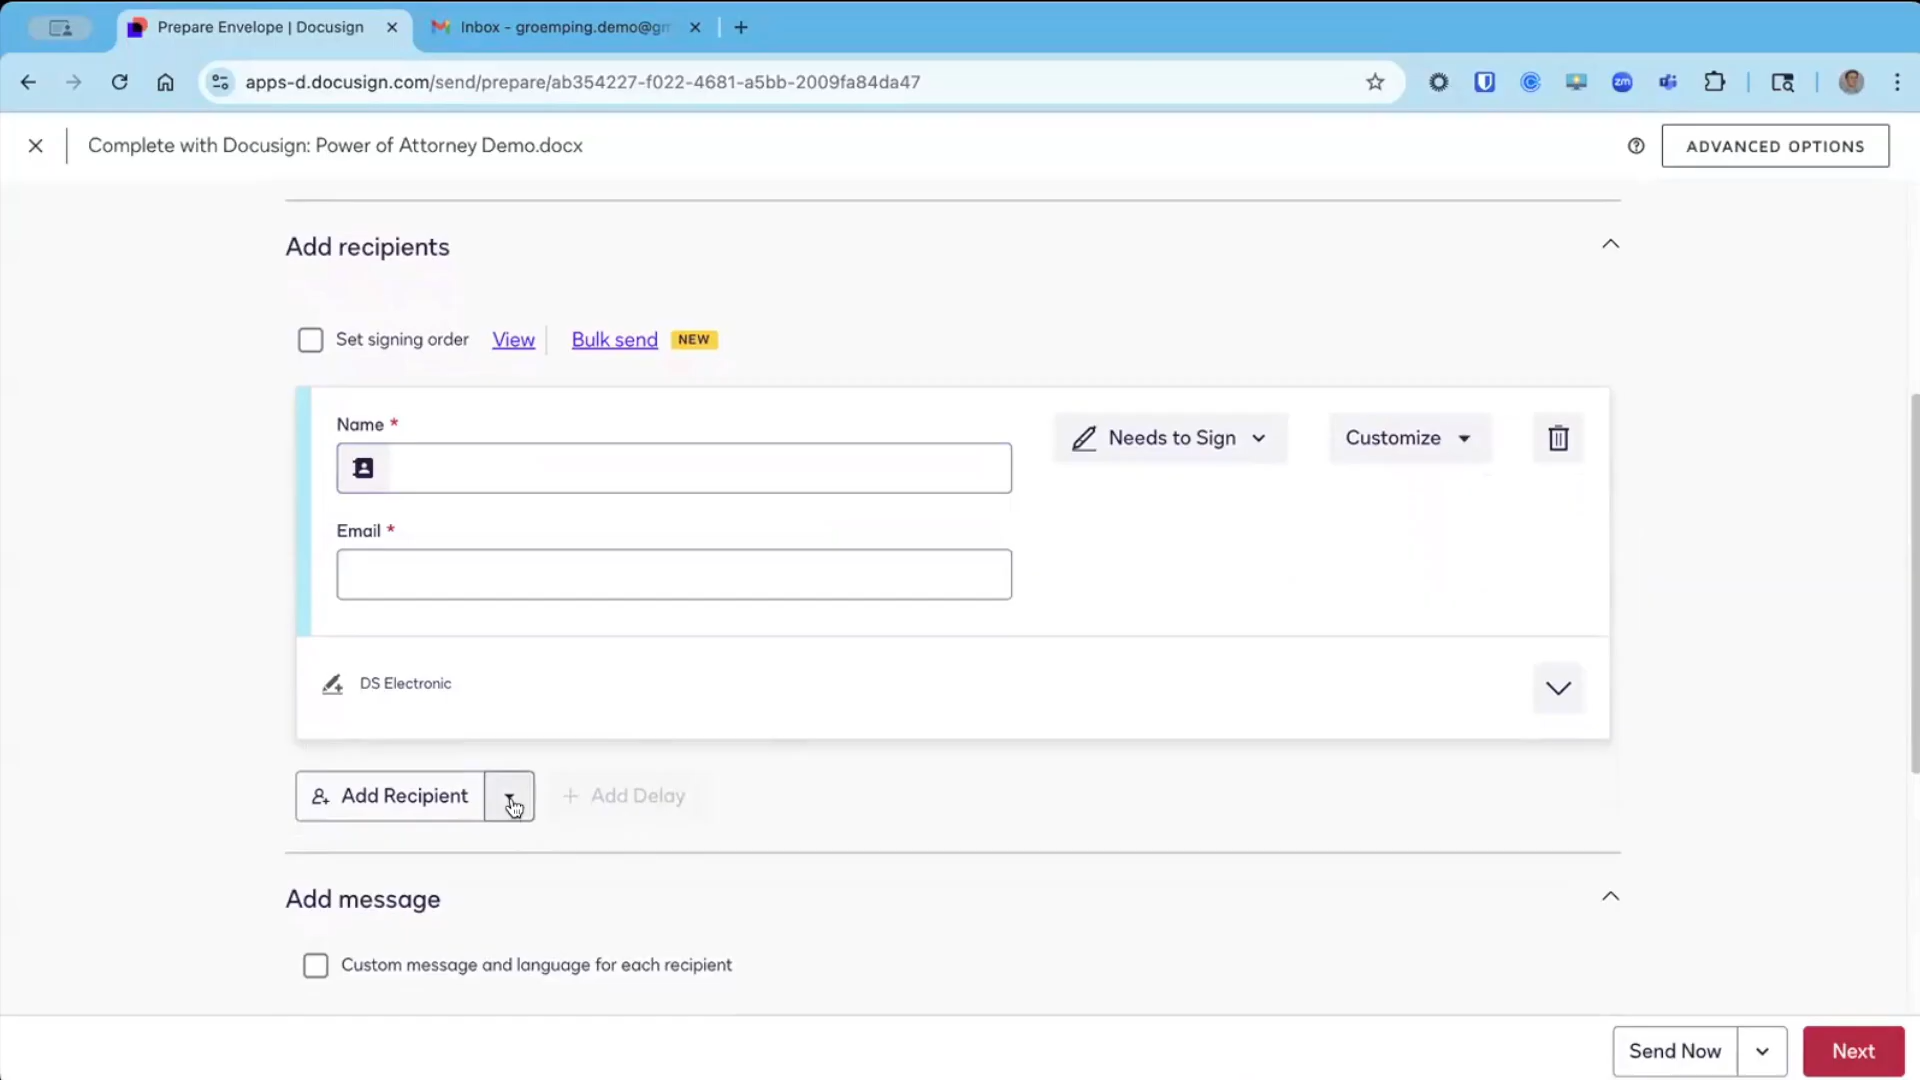 Prepare Envelope | Docusign
Inbox - groemping.demo@gm
apps-d.docusign.com/send/prepare/ab354227-f022-4681-a5bb-2009fa84da47
zm
Complete with Docusign: Power of Attorney Demo.docx
ADVANCED OPTIONS
Add recipients
Set signing order View Bulk send NEW
Name *
Needs to Sign
Customize
Email *
DS Electronic
Add Recipient
+ Add Delay
Add message
Custom message and language for each recipient
Send Now
Next